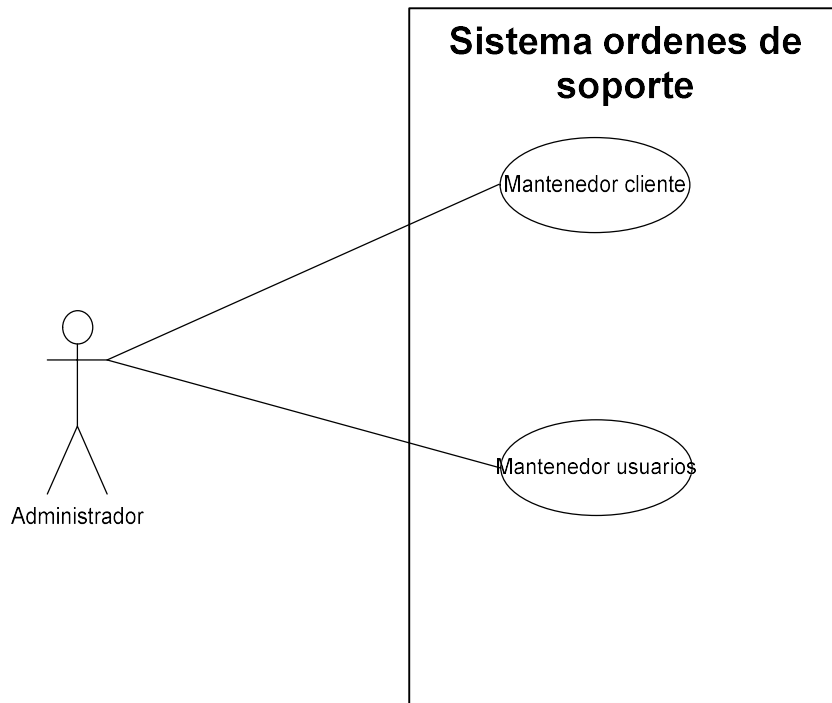 Sistema ordenes de
soporte
Mantenedor cliente
Mantenedor usuarios
Administrador